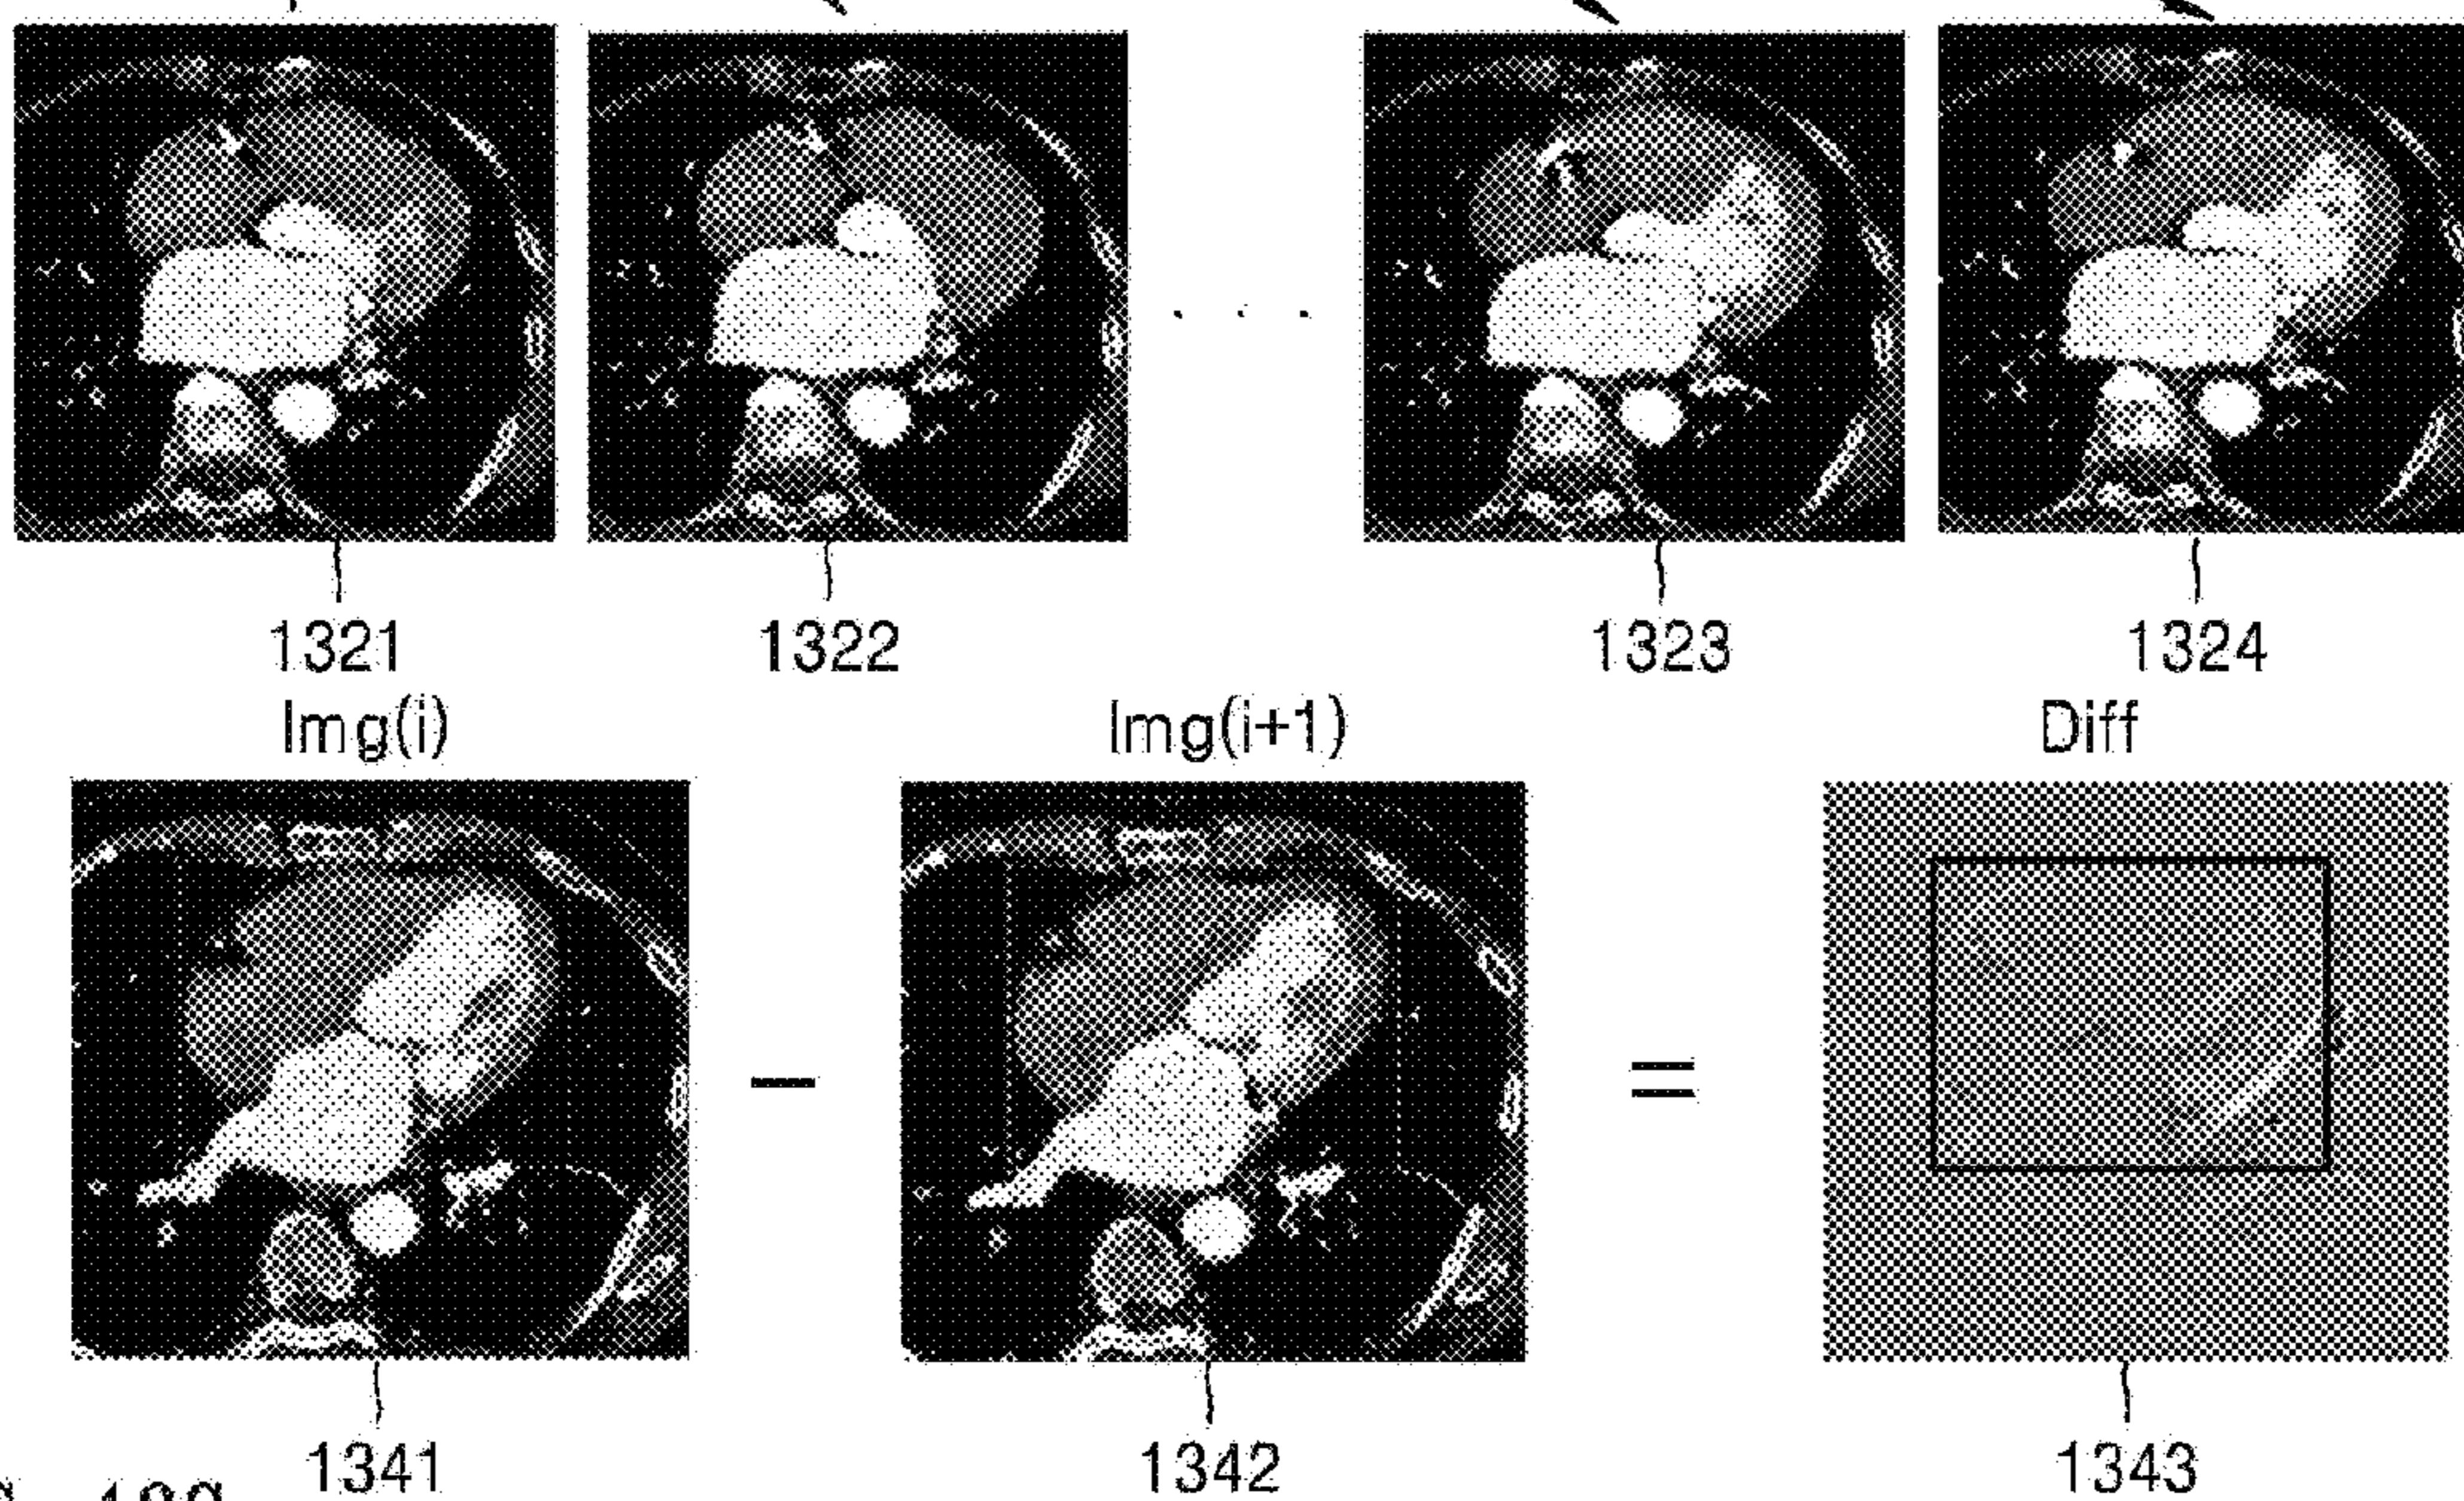 . . .
1321 1322 1323 1324
Img(i) Img(i+1) Diff
− =
1341 1342 1343